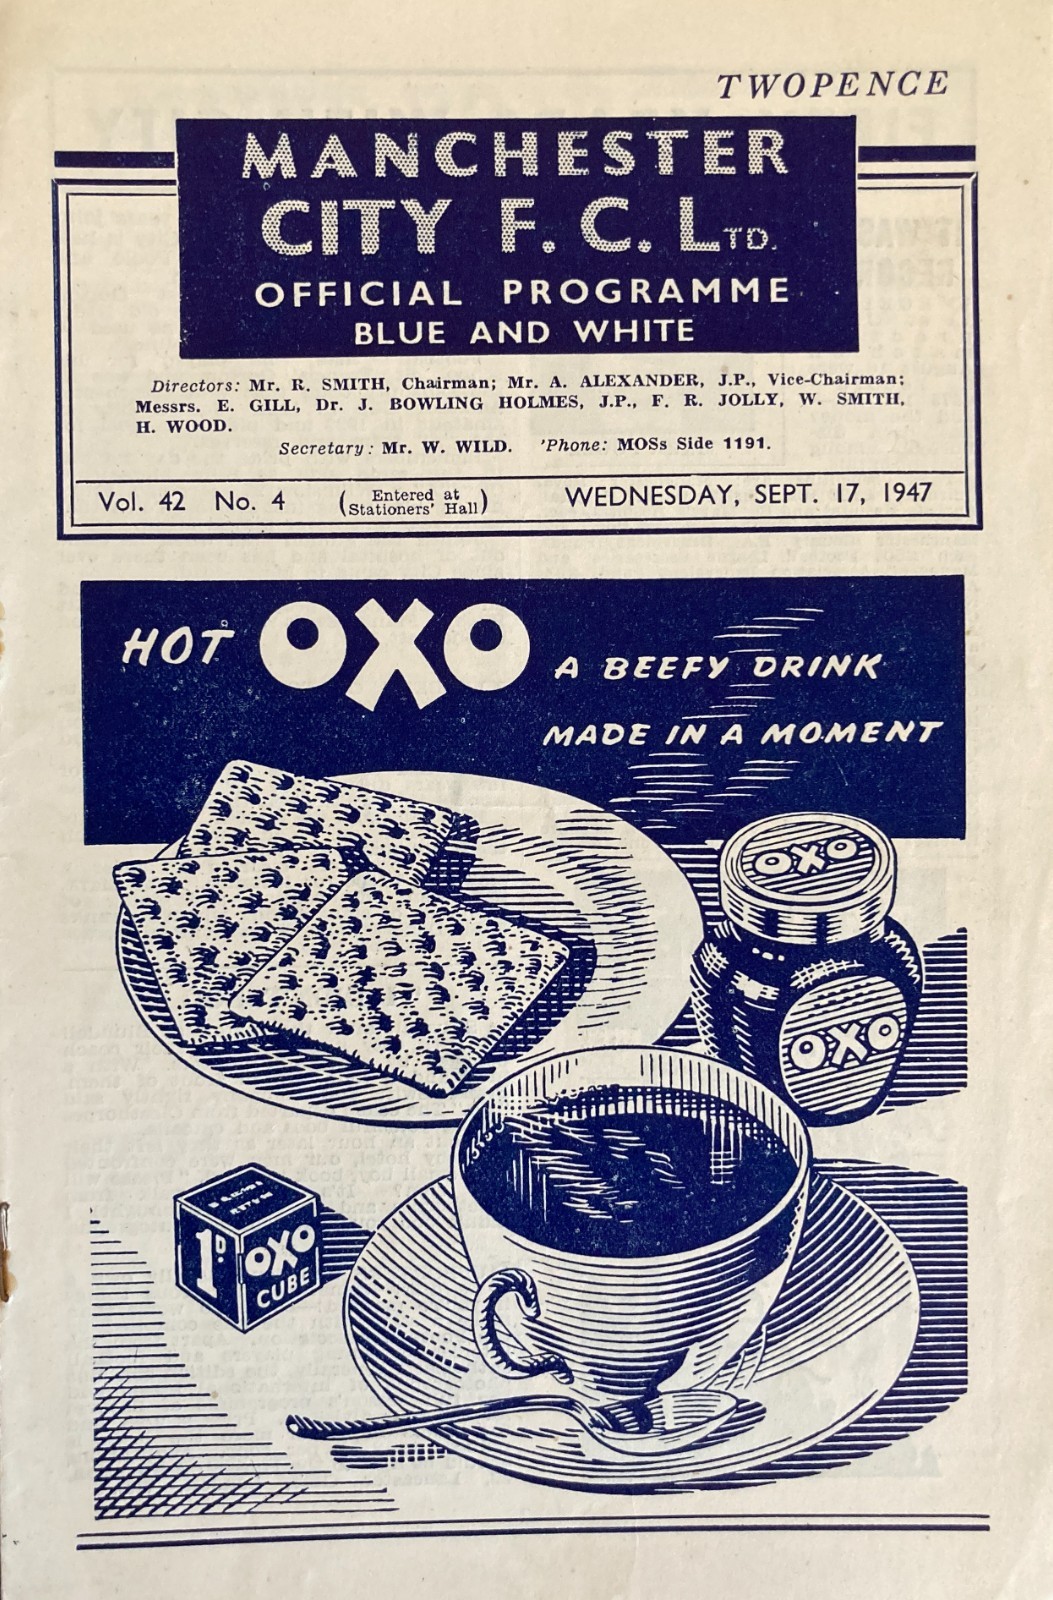 TWOPENCE
MANCHESTER
CITY F. C. LTD.
OFFICIAL PROGRAMME
BLUE AND WHITE
Directors: Mr. R. SMITH, Chairman; Mr. A. ALEXANDER, J.P., Vice-Chairman;
Messrs. E. GILL, Dr. J. BOWLING HOLMES, J.P., F. R. JOLLY, W. SMITH,
H. WOOD.
Secretary: Mr. W. WILD. 'Phone: MOSs Side 1191.
Vol. 42 No. 4 (Entered at Stationers' Hall) WEDNESDAY, SEPT. 17, 1947
HOT OXO A BEEFY DRINK
MADE IN A MOMENT
OXO
OXO
1D.
OXO
CUBE